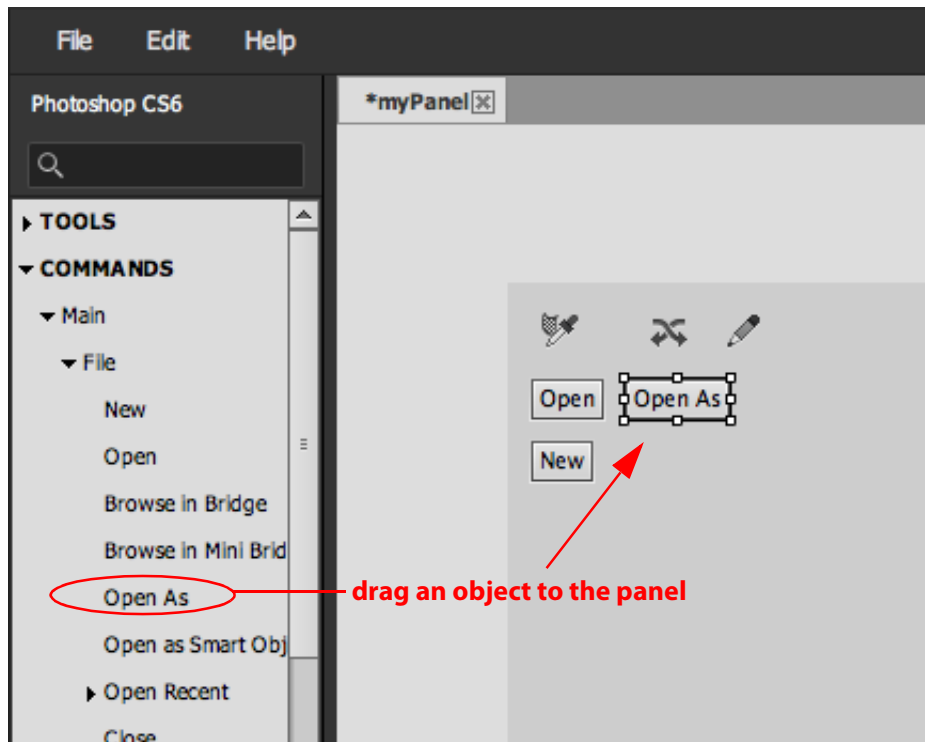 File Edit Help
Photoshop CS6
*myPanel
TOOLS
COMMANDS
Main
File
New
Open
Browse in Bridge
Browse in Mini Brid
Open As
Open as Smart Obj
Open Recent
Close
Open Open As
New
drag an object to the panel